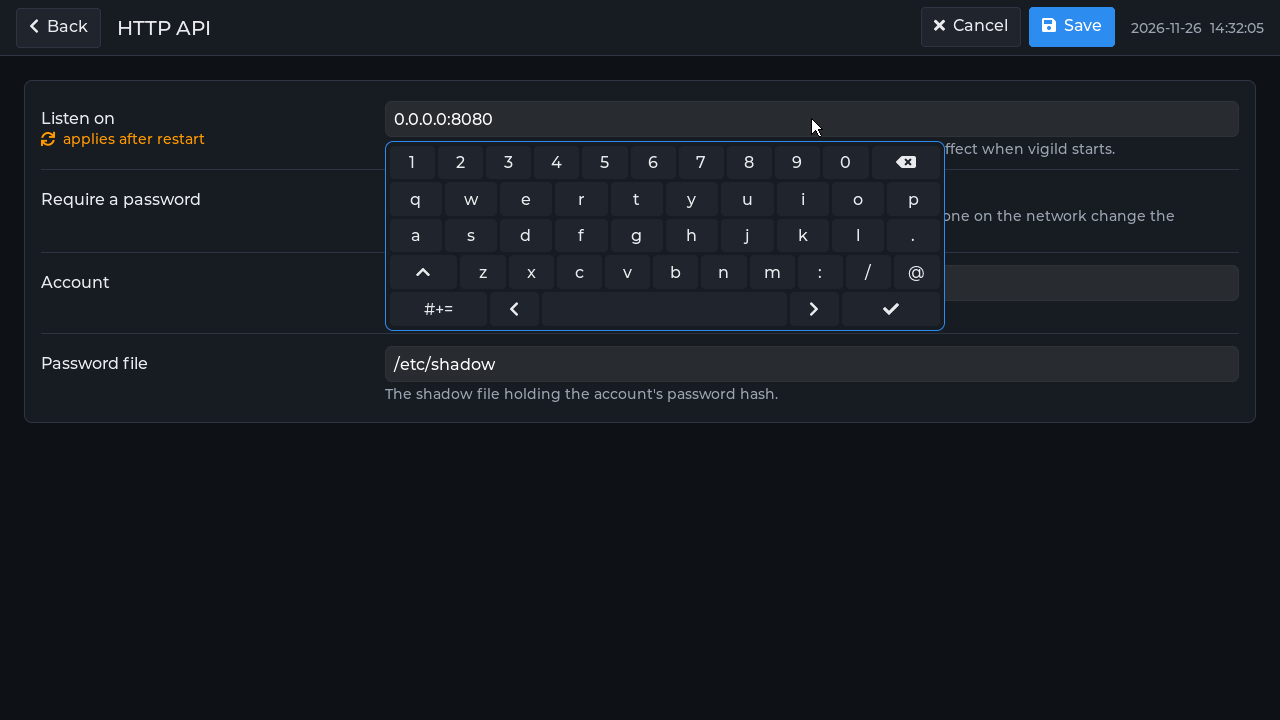 Back
HTTP API
Cancel
Save
2026-11-26 14:32:05
Listen on
0.0.0.0:8080
applies after restart
when vigild starts.
1 2 3 4 5 6 7 8 9 0
Require a password
q w e r t y u i o p
on the network change the
a s d f g h j k l .
Account
z x c v b n m : / @
#+=
Password file
/etc/shadow
The shadow file holding the account's password hash.